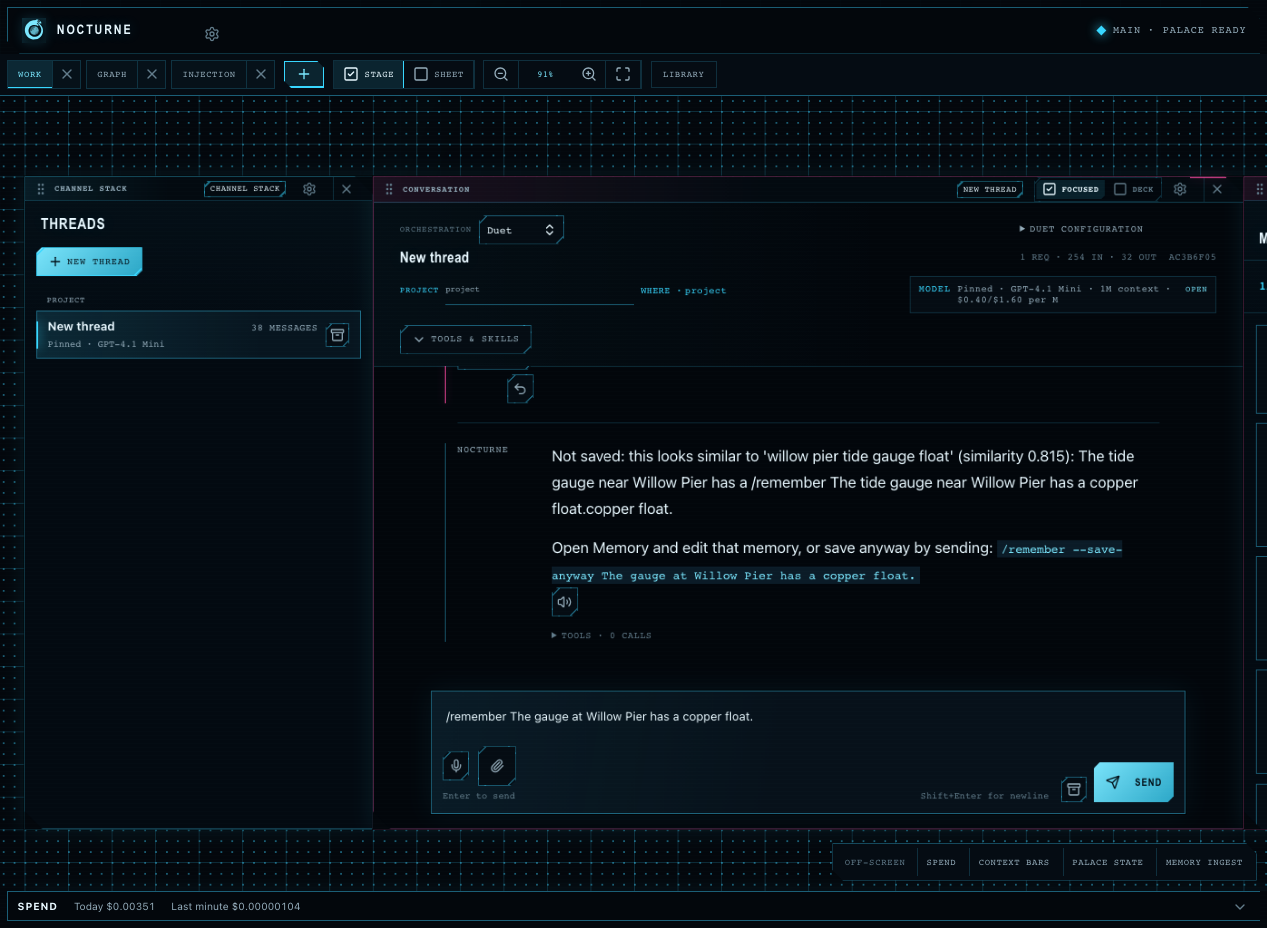 NOCTURNE
MAIN · PALACE READY
WORK
GRAPH
INJECTION
STAGE
SHEET
91%
LIBRARY
CHANNEL STACK
CHANNEL STACK
THREADS
NEW THREAD
PROJECT
New thread
38 MESSAGES
Pinned · GPT-4.1 Mini
CONVERSATION
NEW THREAD
FOCUSED
DECK
ORCHESTRATION
Duet
DUET CONFIGURATION
New thread
1 REQ · 254 IN · 32 OUT AC3B6F05
PROJECT project
WHERE · project
MODEL Pinned · GPT-4.1 Mini · 1M context · OPEN
$0.40/$1.60 per M
TOOLS & SKILLS
NOCTURNE
Not saved: this looks similar to 'willow pier tide gauge float' (similarity 0.815): The tide
gauge near Willow Pier has a /remember The tide gauge near Willow Pier has a copper
float.copper float.
Open Memory and edit that memory, or save anyway by sending: /remember --save-
anyway The gauge at Willow Pier has a copper float.
TOOLS · 0 CALLS
/remember The gauge at Willow Pier has a copper float.
Enter to send
Shift+Enter for newline
SEND
M
1
OFF-SCREEN
SPEND
CONTEXT BARS
PALACE STATE
MEMORY INGEST
SPEND Today $0.00351 Last minute $0.00000104